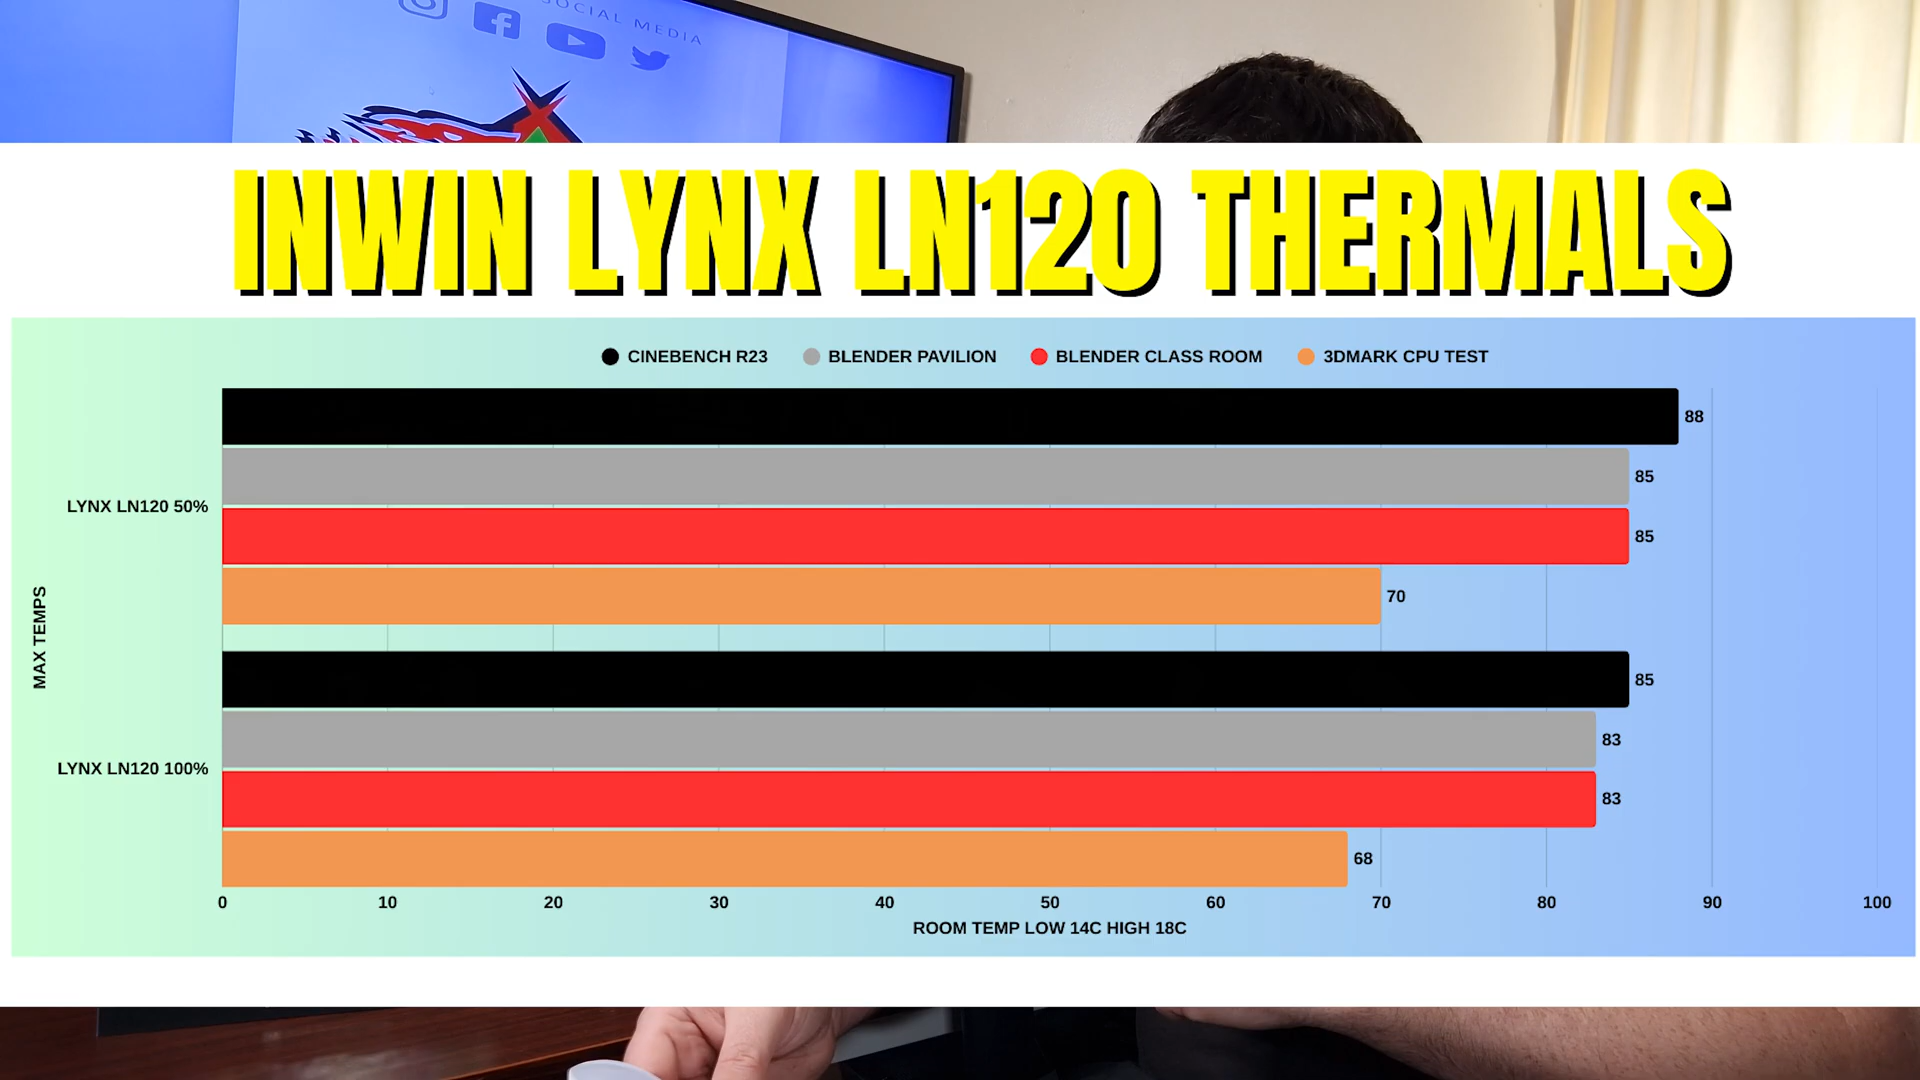 SOCIAL MEDIA
INWIN LYNX LN120 THERMALS
CINEBENCH R23 BLENDER PAVILION BLENDER CLASS ROOM 3DMARK CPU TEST
88
85
LYNX LN120 50%
85
70
MAX TEMPS
85
83
LYNX LN120 100%
83
68
0 10 20 30 40 50 60 70 80 90 100
ROOM TEMP LOW 14C HIGH 18C